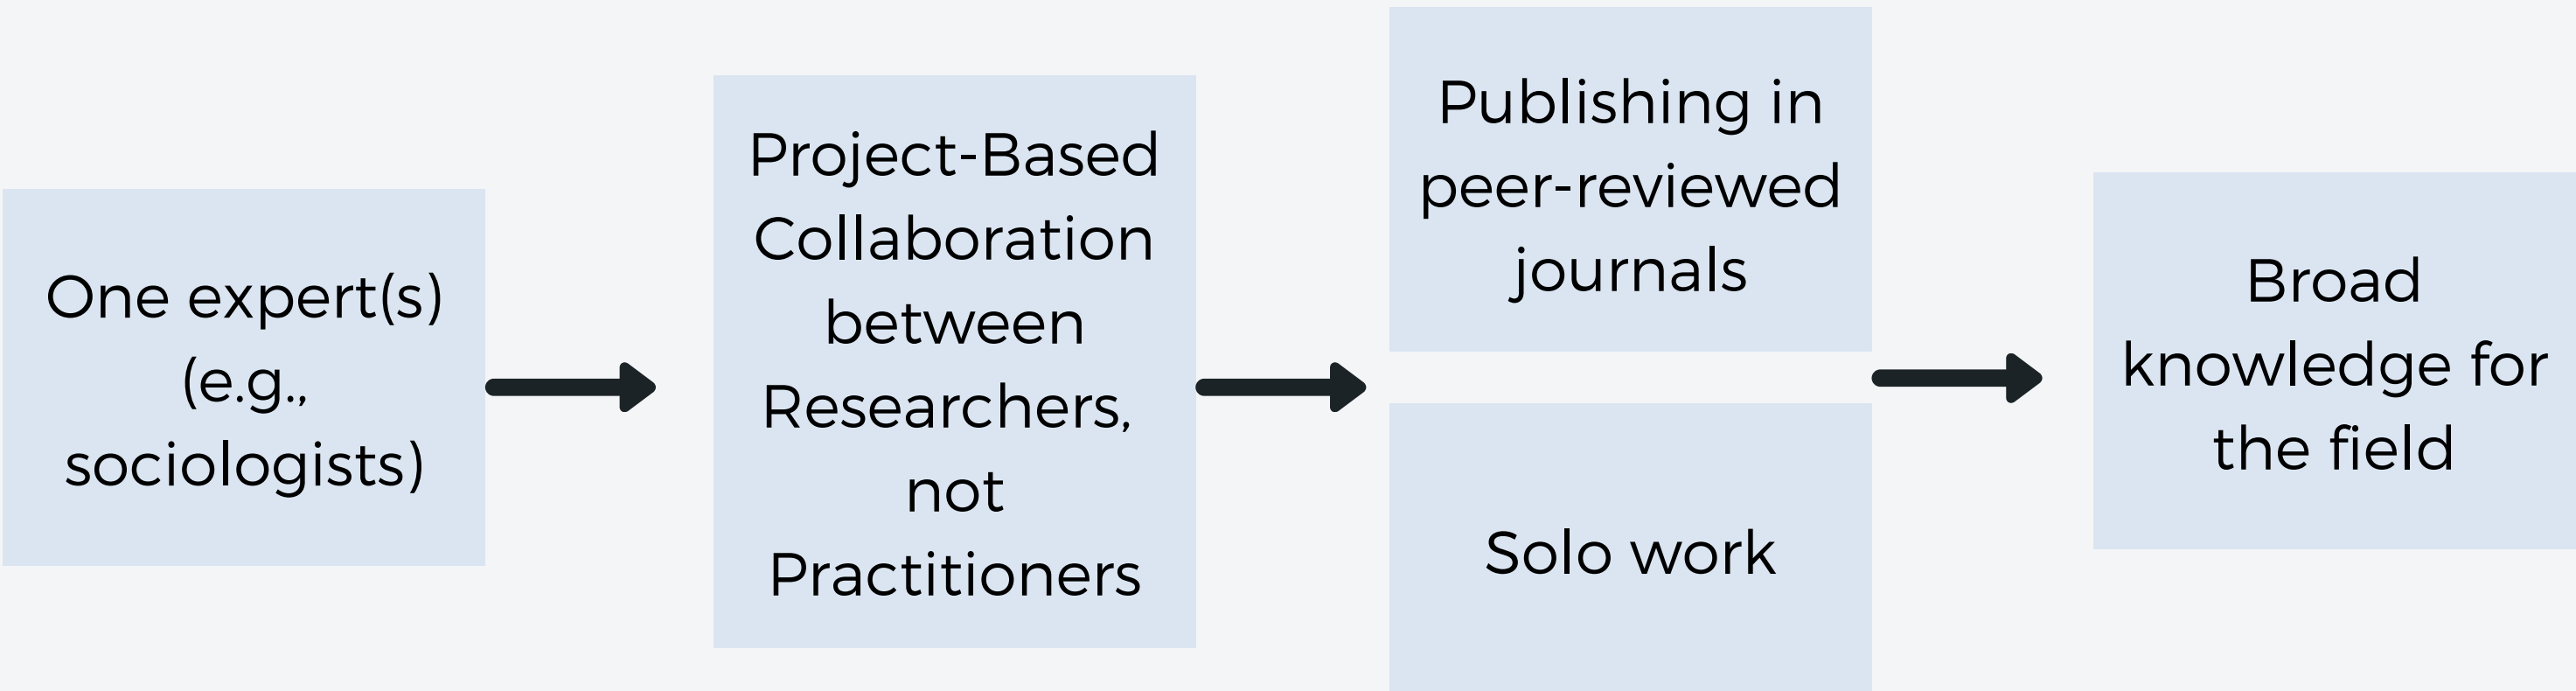 One expert(s)
(e.g.,
sociologists)
Project-Based
Collaboration
between
Researchers,
not
Practitioners
Publishing in
peer-reviewed
journals
Solo work
Broad
knowledge for
the field